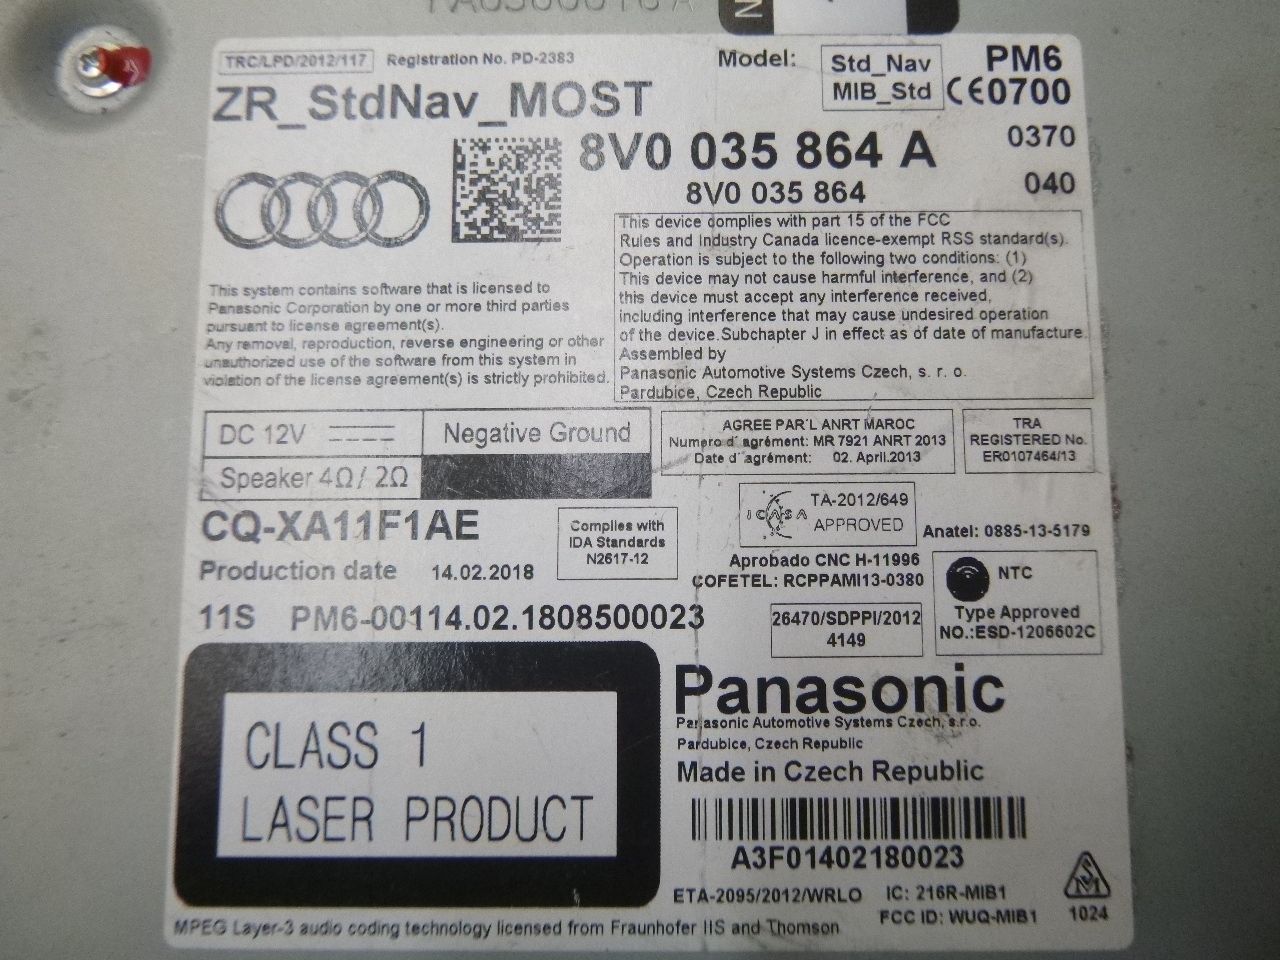 TRC/LPD/2012/117 Registration No. PD-2383
Model: Std_Nav MIB_Std
PM6
CE0700
ZR_StdNav_MOST
8V0 035 864 A 0370
8V0 035 864 040
This device complies with part 15 of the FCC
Rules and Industry Canada licence-exempt RSS standard(s).
Operation is subject to the following two conditions: (1)
This device may not cause harmful interference, and (2)
this device must accept any interference received,
including interference that may cause undesired operation
of the device.Subchapter J in effect as of date of manufacture.
Assembled by
Panasonic Automotive Systems Czech, s. r. o.
Pardubice, Czech Republic
This system contains software that is licensed to
Panasonic Corporation by one or more third parties
pursuant to license agreement(s).
Any removal, reproduction, reverse engineering or other
unauthorized use of the software from this system in
violation of the license agreement(s) is strictly prohibited.
DC 12V Negative Ground
Speaker 4Ω/ 2Ω
AGREE PAR'L ANRT MAROC
Numero d´agrément: MR 7921 ANRT 2013
Date d´agrément: 02. April.2013
TRA
REGISTERED No.
ER0107464/13
CQ-XA11F1AE
Complies with
IDA Standards
N2617-12
ICASA
TA-2012/649
APPROVED
Anatel: 0885-13-5179
Production date 14.02.2018
Aprobado CNC H-11996
COFETEL: RCPPAMI13-0380
NTC
Type Approved
NO.:ESD-1206602C
11S PM6-00114.02.1808500023
26470/SDPPI/2012
4149
CLASS 1
LASER PRODUCT
Panasonic
Panasonic Automotive Systems Czech, s.r.o.
Pardubice, Czech Republic
Made in Czech Republic
A3F01402180023
ETA-2095/2012/WRLO IC: 216R-MIB1
FCC ID: WUQ-MIB1
1024
MPEG Layer-3 audio coding technology licensed from Fraunhofer IIS and Thomson